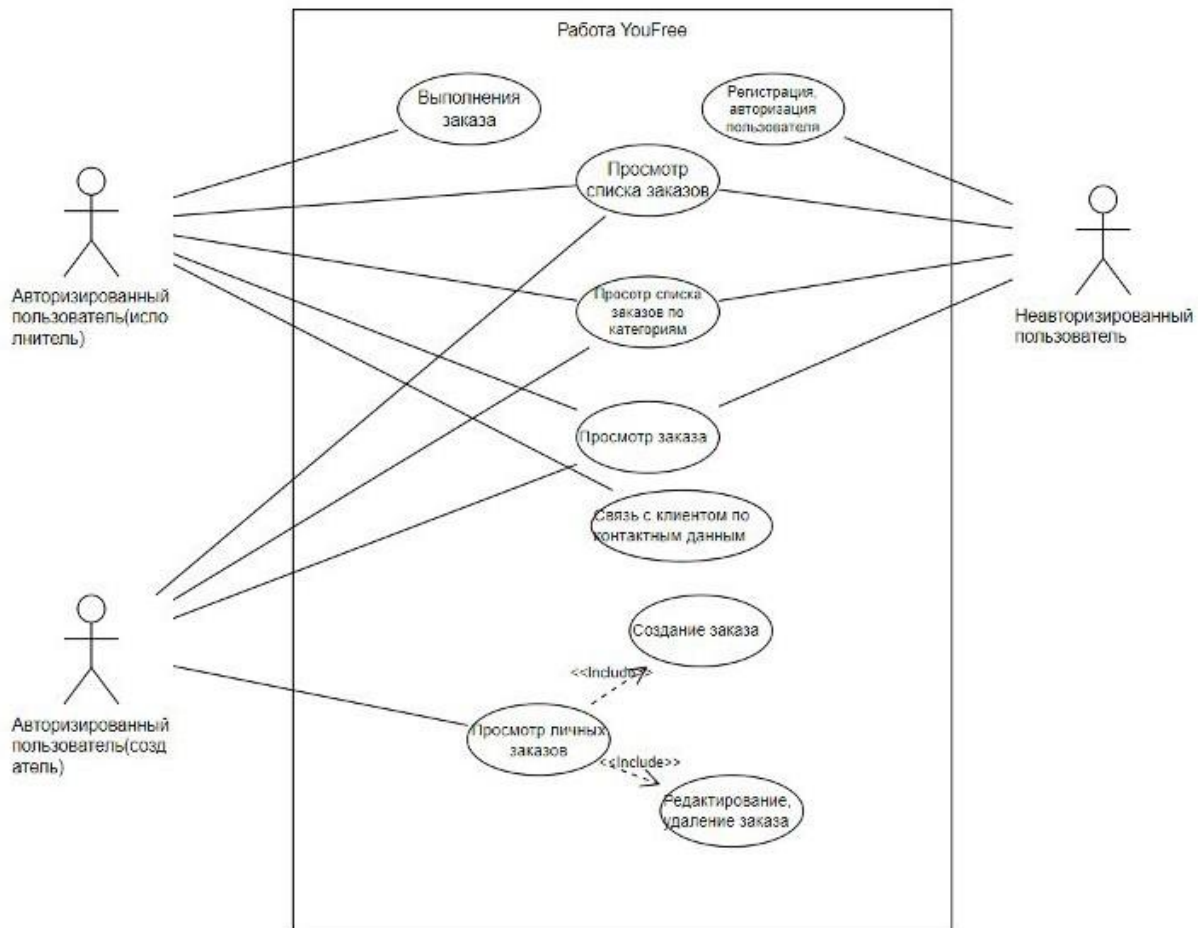 Работа YouFree
Выполнения
заказа
Регистрация,
авторизация
пользователя
Просмотр
списка заказов
Авторизированный
пользователь(испо
лнитель)
Просотр списка
заказов по
категориям
Неавторизированный
пользователь
Просмотр заказа
Связь с клиентом по
контактным данным
Создание заказа
<<Include>>
Авторизированный
пользователь(созд
атель)
Просмотр личных
заказов
<<Include>>
Редактирование,
удаление заказа